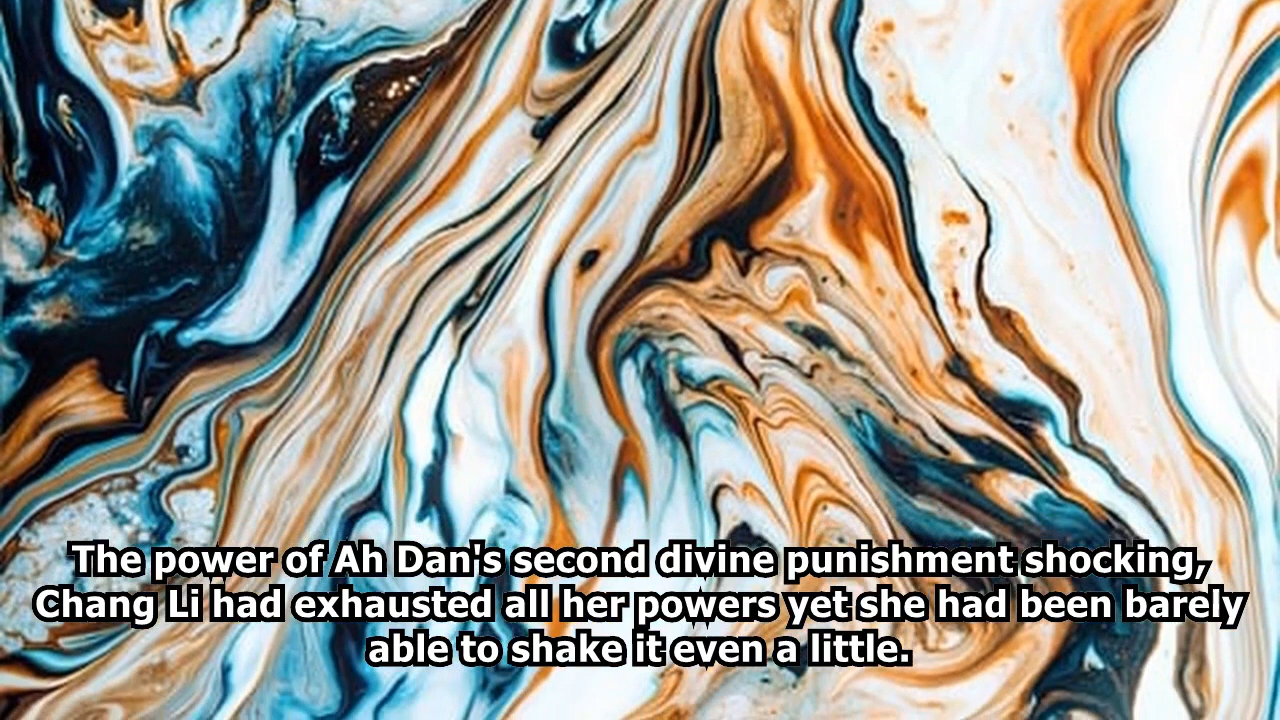 The power of Ah Dan's second divine punishment shocking,
Chang Li had exhausted all her powers yet she had been barely
able to shake it even a little.